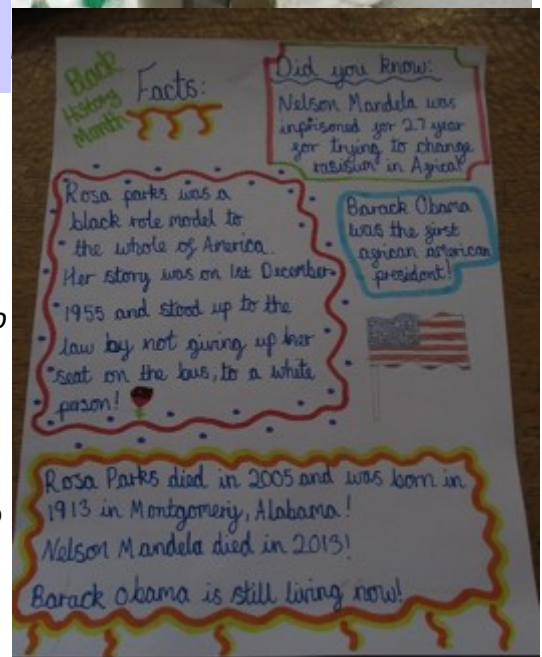 Black
History
Month
Facts:
Did you know:
Nelson Mandela was
inprisoned for 27 year
for trying to change
rasisum in Africa!
Rosa parks was a
black role model to
the whole of America.
Her story was on 1st December
1955 and stood up to the
law by not giving up her
seat on the bus, to a white
person!
Barack Obama
was the first
african american
president!
Rosa Parks died in 2005 and was born in
1913 in Montgomery, Alabama!
Nelson Mandela died in 2013!
Barack Obama is still living now!